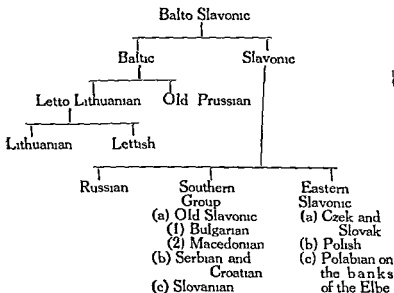 Balto Slavonic
Baltic Slavonic
Letto Lithuanian Old Prussian
Lithuanian Lettish
Russian
Southern
Group
(a) Old Slavonic
(1) Bulgarian
(2) Macedonian
(b) Serbian and
Croatian
(c) Slovanian
Eastern
Slavonic
(a) Czek and
Slovak
(b) Polish
(c) Polabian on
the banks
of the Elbe